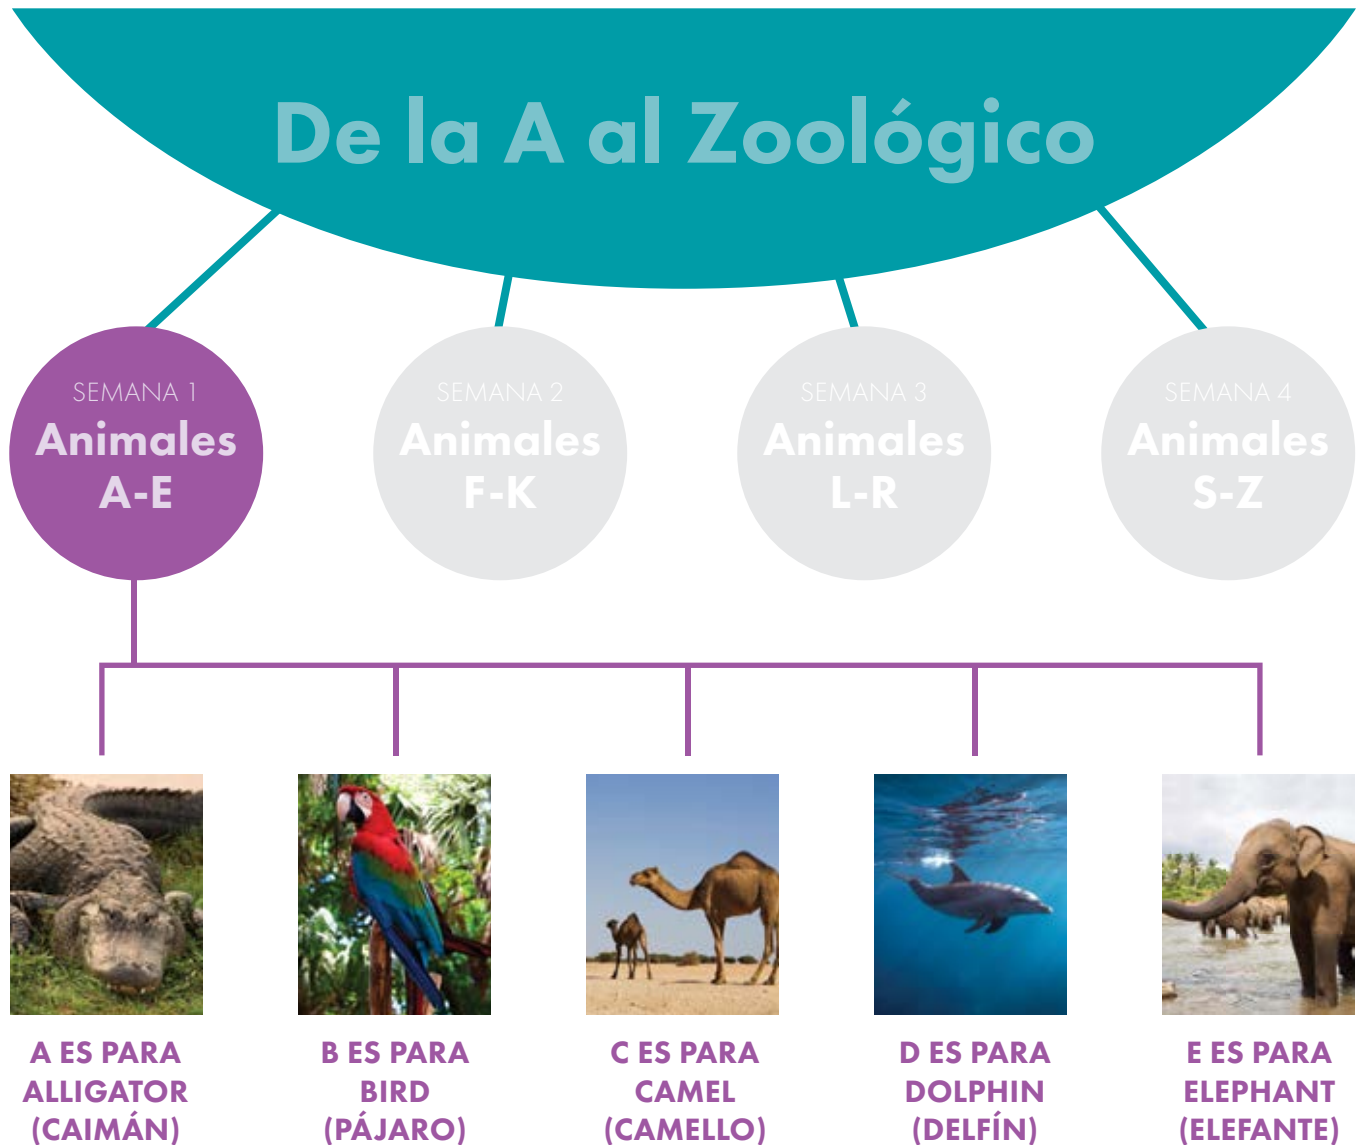 De la A al Zoológico
SEMANA 1
Animales
A-E
SEMANA 2
Animales
F-K
SEMANA 3
Animales
L-R
SEMANA 4
Animales
S-Z
A ES PARA
ALLIGATOR
(CAIMÁN)
B ES PARA
BIRD
(PÁJARO)
C ES PARA
CAMEL
(CAMELLO)
D ES PARA
DOLPHIN
(DELFÍN)
E ES PARA
ELEPHANT
(ELEFANTE)